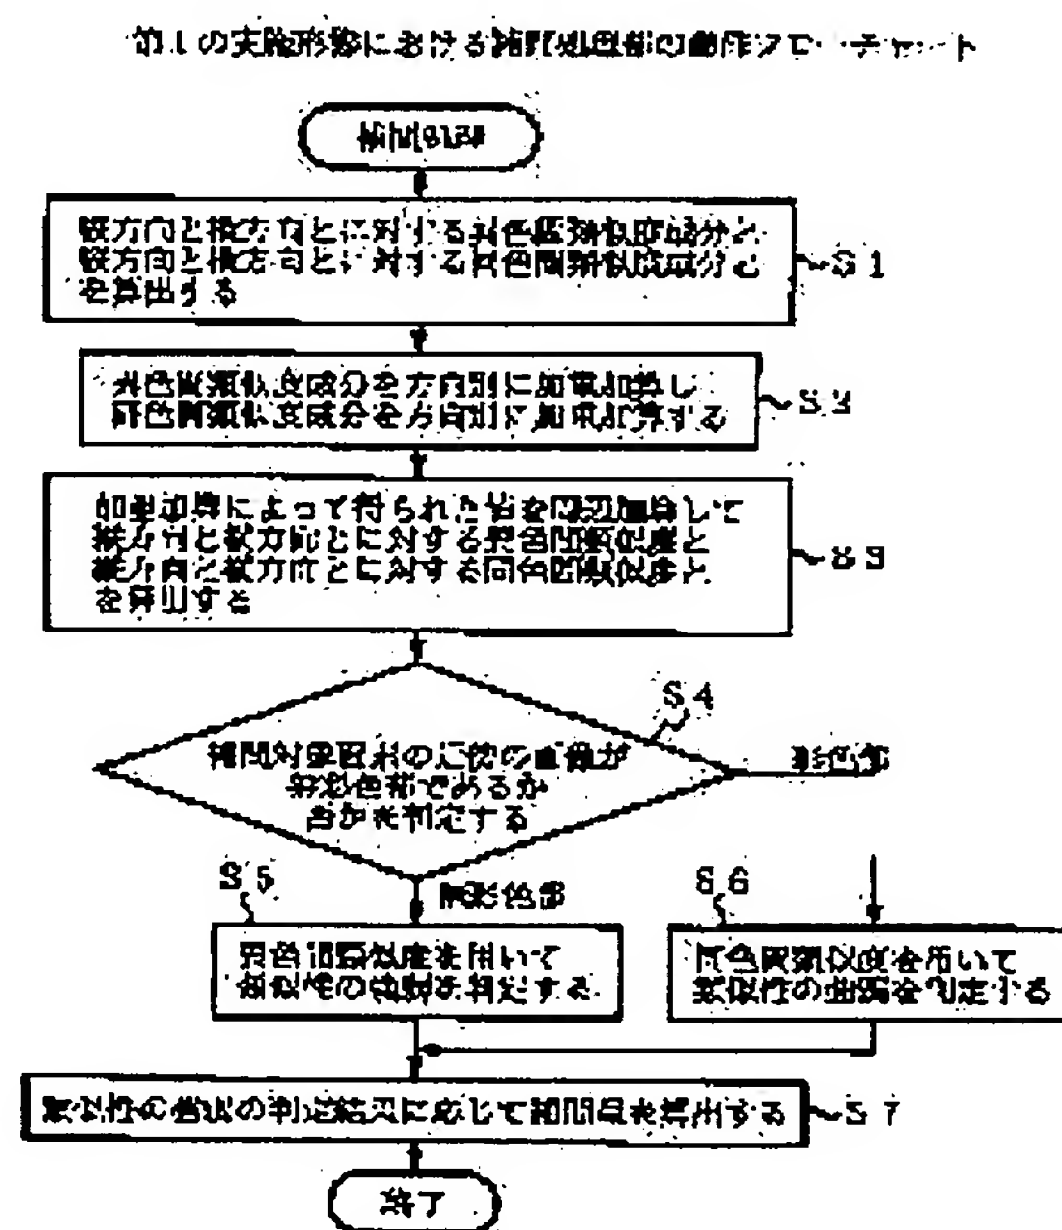 第1の実施形態における補間処理部の動作フローチャート
補間処理
縦方向と横方向とに対する異色間類似度成分と、
縦方向と横方向とに対する同色間類似度成分と
を算出する
S1
異色間類似度成分を方向別に加重加算し
同色間類似度成分を方向別に加重加算する
S2
加重加算によって得られた値を周辺加算して
縦方向と横方向とに対する異色間類似度と
縦方向と横方向とに対する同色間類似度と
を算出する
S3
S4
補間対象画素の近傍の画像が
無彩色部であるか
否かを判定する
彩色部
S5
無彩色部
S6
異色間類似度を用いて
類似性の強弱を判定する
同色間類似度を用いて
類似性の強弱を判定する
類似性の強弱の判定結果に応じて補間量を算出する
S7
終了